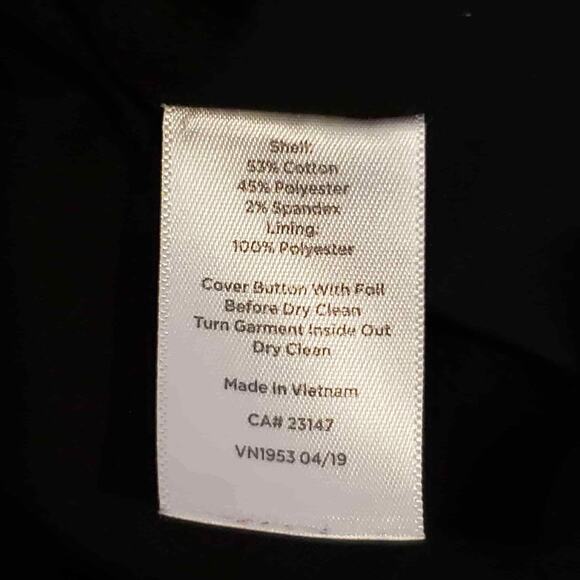 Shell:
53% Cotton
45% Polyester
2% Spandex
Lining:
100% Polyester
Cover Button With Foil
Before Dry Clean
Turn Garment Inside Out
Dry Clean
Made in Vietnam
CA# 23147
VN1953 04/19